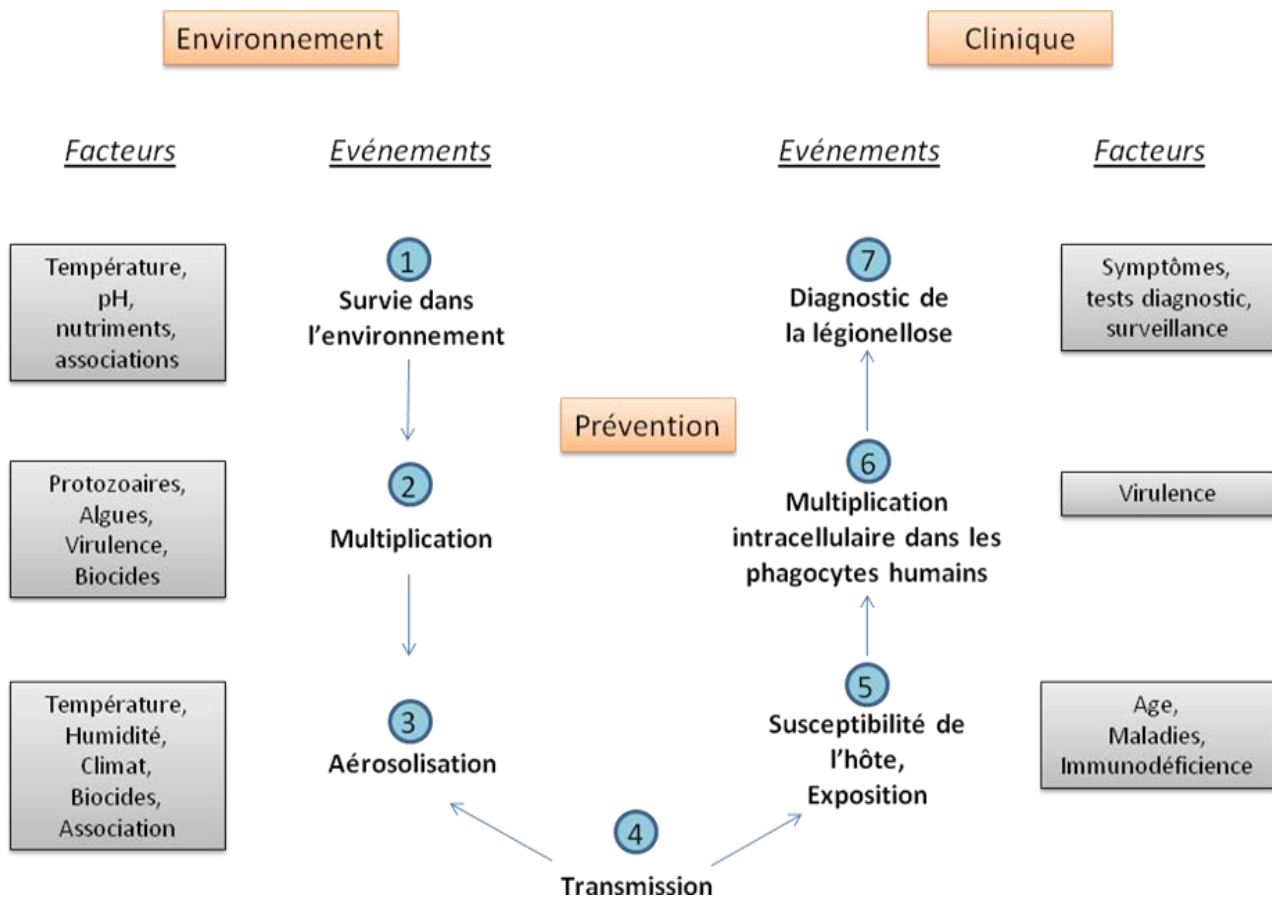 Environnement
Clinique
Facteurs
Evénements
Evénements
Facteurs
Température,
pH,
nutriments,
associations
1
Survie dans
l'environnement
7
Diagnostic de
la légionellose
Symptômes,
tests diagnostic,
surveillance
Prévention
Protozoaires,
Algues,
Virulence,
Biocides
2
Multiplication
6
Multiplication
intracellulaire dans les
phagocytes humains
Virulence
Température,
Humidité,
Climat,
Biocides,
Association
3
Aérosolisation
5
Susceptibilité de
l'hôte,
Exposition
Age,
Maladies,
Immunodéficience
4
Transmission